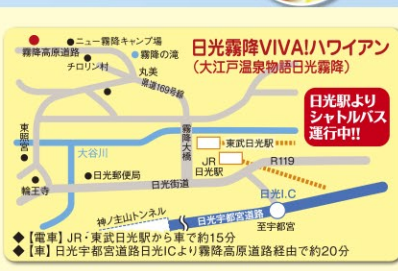 日光霧降VIVA!ハワイアン
(大江戸温泉物語日光霧降)
霧降高原道路
●ニュー霧降キャンプ場
チロリン村
霧降の滝
丸美
県道169号線
日光駅より
シャトルバス
運行中!!
東照宮
大谷川
霧降大橋
東武日光駅
JR
日光駅
R119
輪王寺
●日光郵便局
日光街道
日光I.C
神ノ主山トンネル
日光宇都宮道路
至宇都宮
◆【電車】JR・東武日光駅から車で約15分
◆【車】日光宇都宮道路日光ICより霧降高原道路経由で約20分